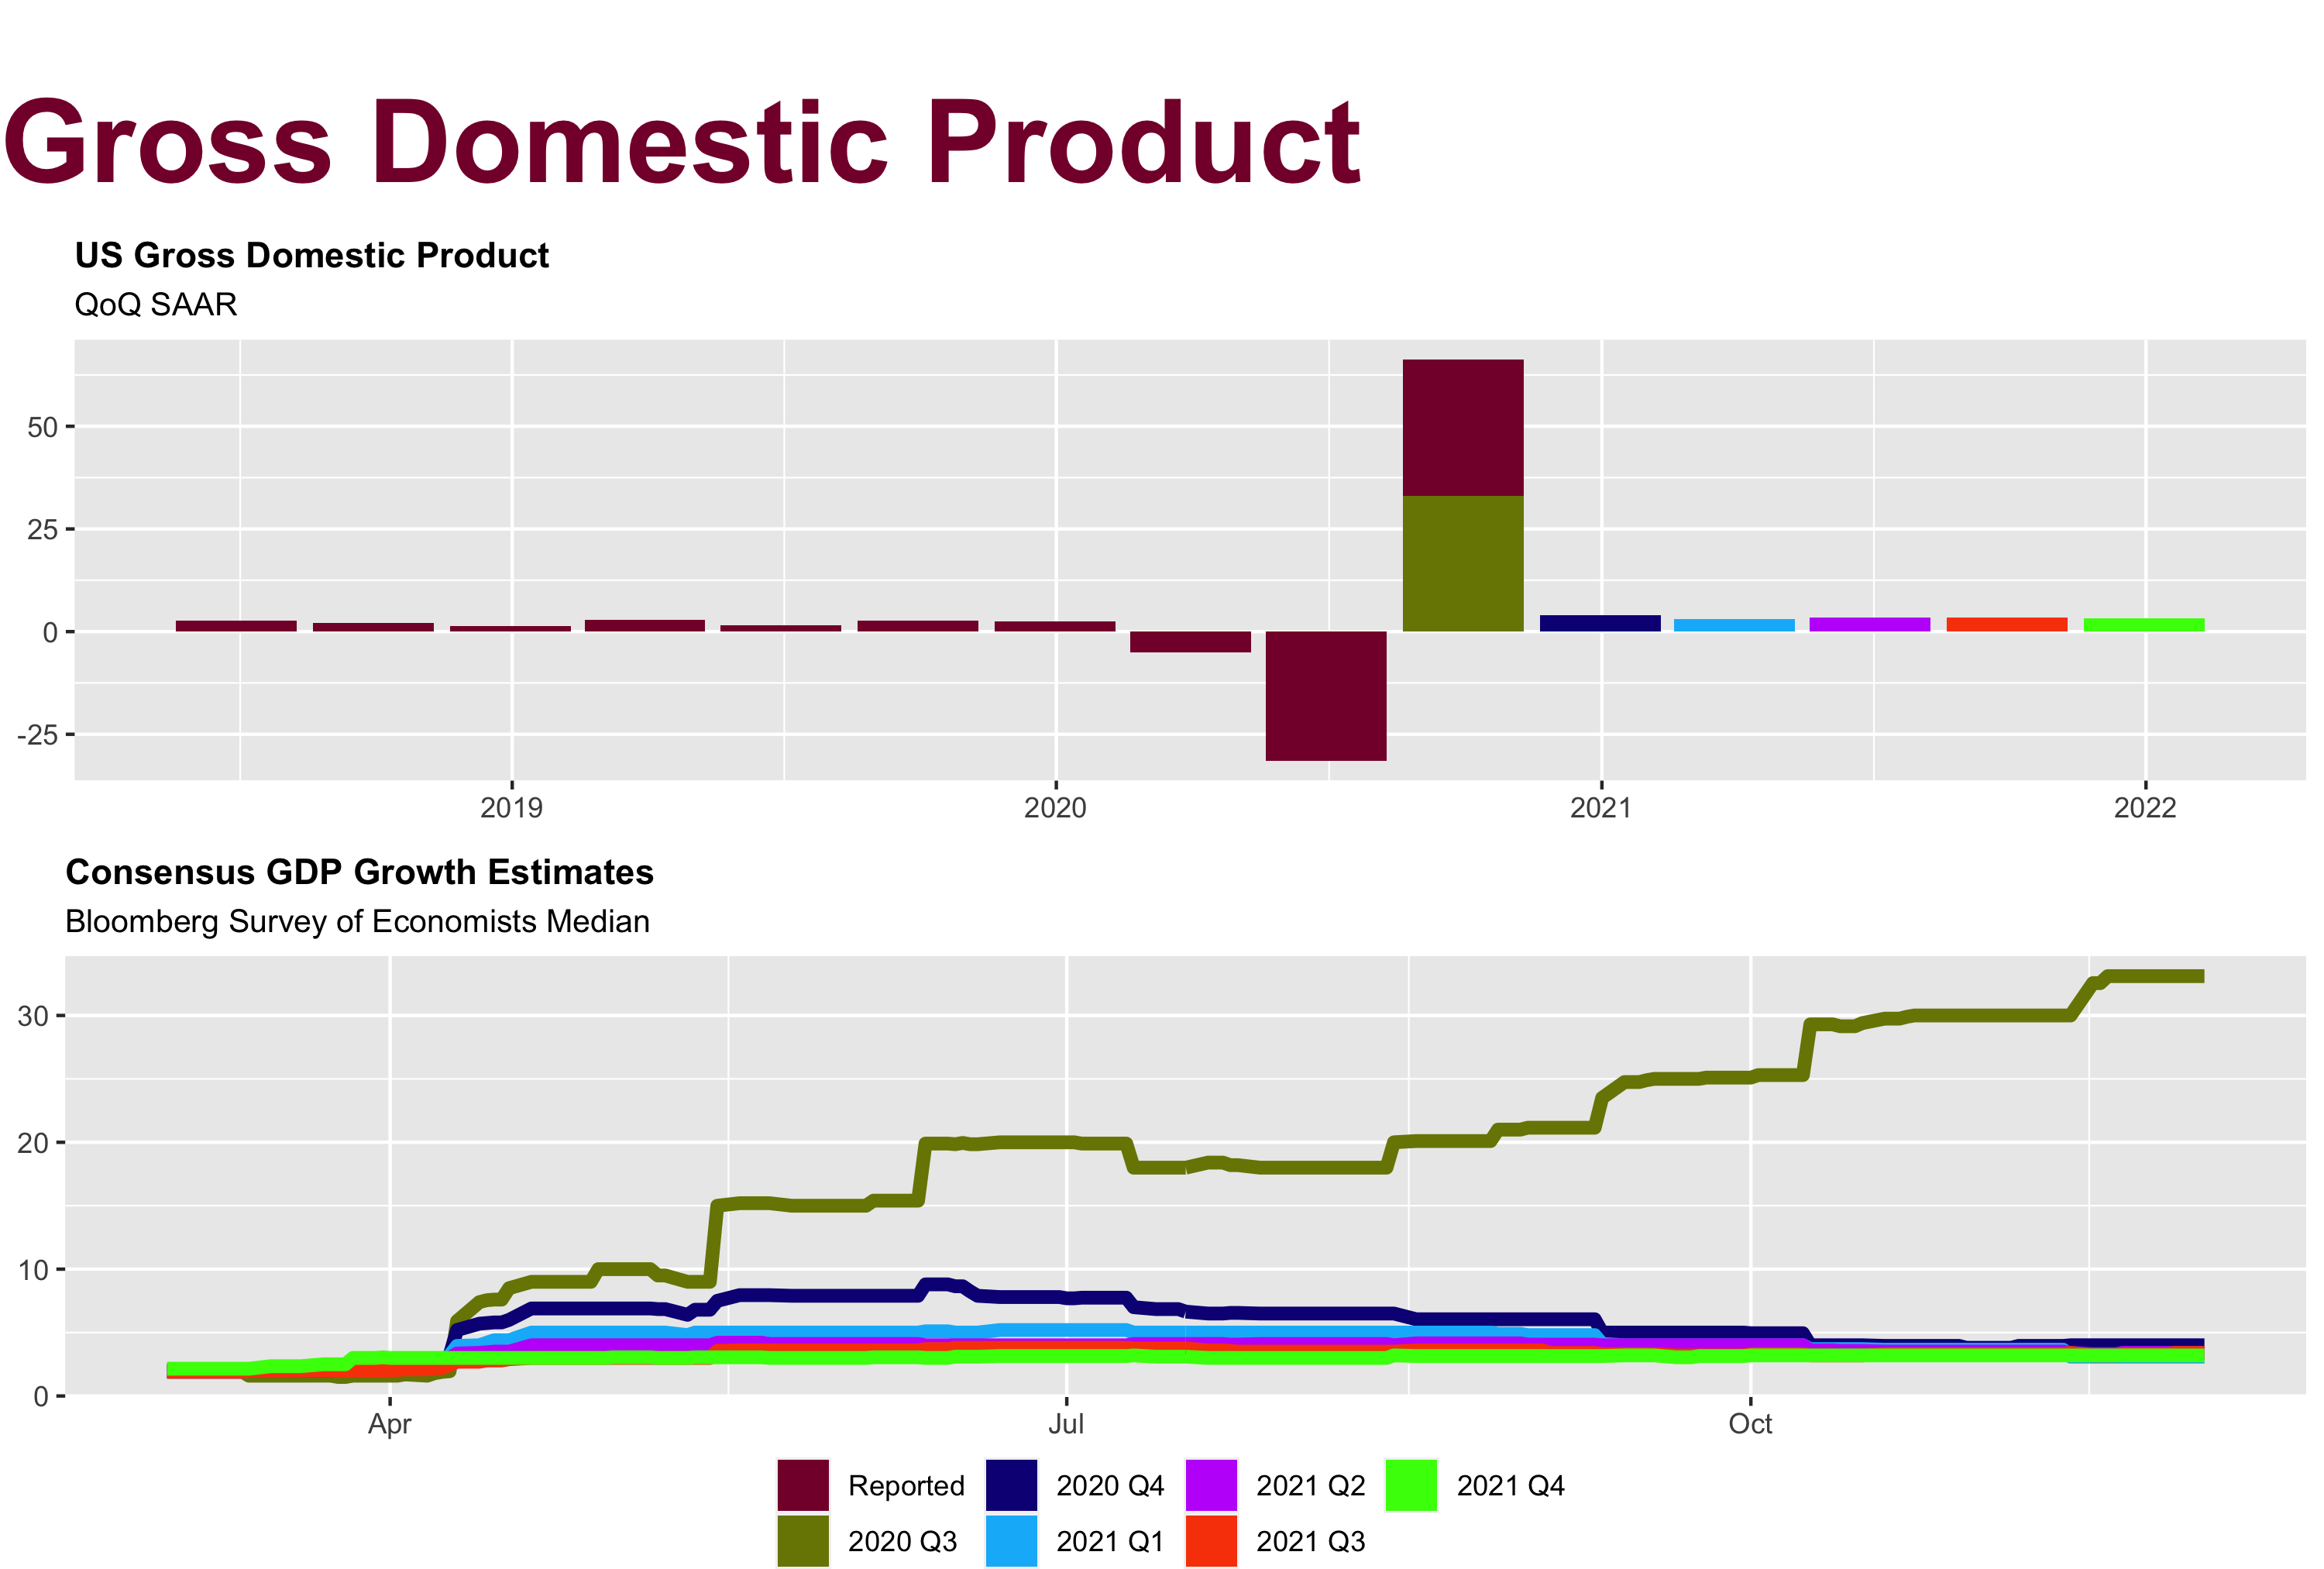 Gross Domestic Product
US Gross Domestic Product
QoQ SAAR
50
25
0
-25
2019 2020 2021 2022
Consensus GDP Growth Estimates
Bloomberg Survey of Economists Median
30
20
10
0
Apr Jul Oct
Reported 2020 Q4 2021 Q2 2021 Q4
2020 Q3 2021 Q1 2021 Q3